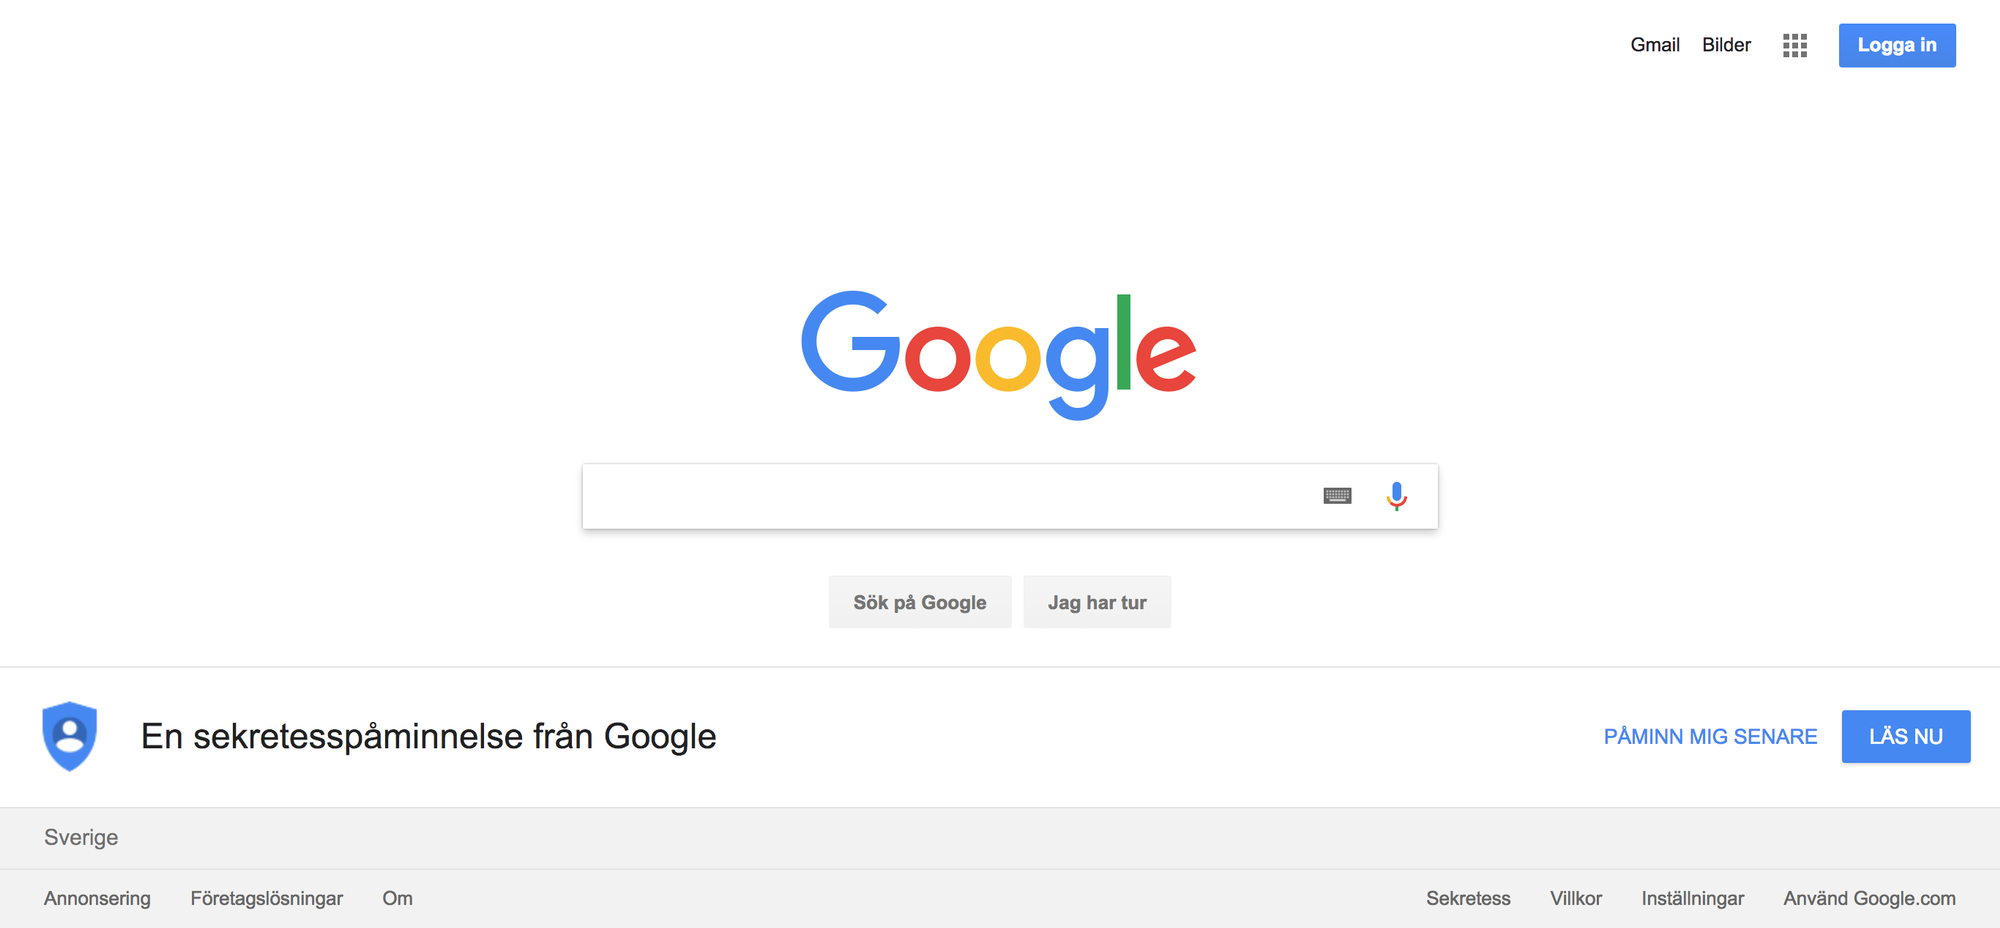 Gmail Bilder Logga in
Google
Sök på Google Jag har tur
En sekretesspåminnelse från Google PÅMINN MIG SENARE LÄS NU
Sverige
Annonsering Företagslösningar Om Sekretess Villkor Inställningar Använd Google.com